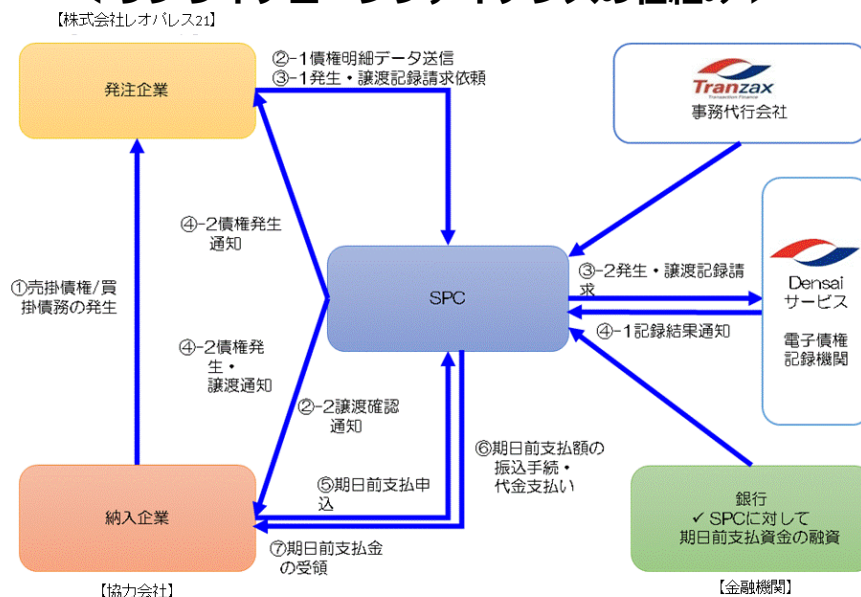 【株式会社レオパレス21】
発注企業
②-1債権明細データ送信
③-1発生・譲渡記録請求依頼
Tranzax
事務代行会社
④-2債権発生
通知
①売掛債権/買
掛債務の発生
SPC
③-2発生・譲渡記録請
求
④-1記録結果通知
Densai
サービス
電子債権
記録機関
④-2債権発
生・
譲渡通知
②-2譲渡確認
通知
⑥期日前支払額の
振込手続・
代金支払い
⑤期日前支払申
込
納入企業
⑦期日前支払金
の受領
銀行
✓ SPCに対して
期日前支払資金の融資
【協力会社】
【金融機関】